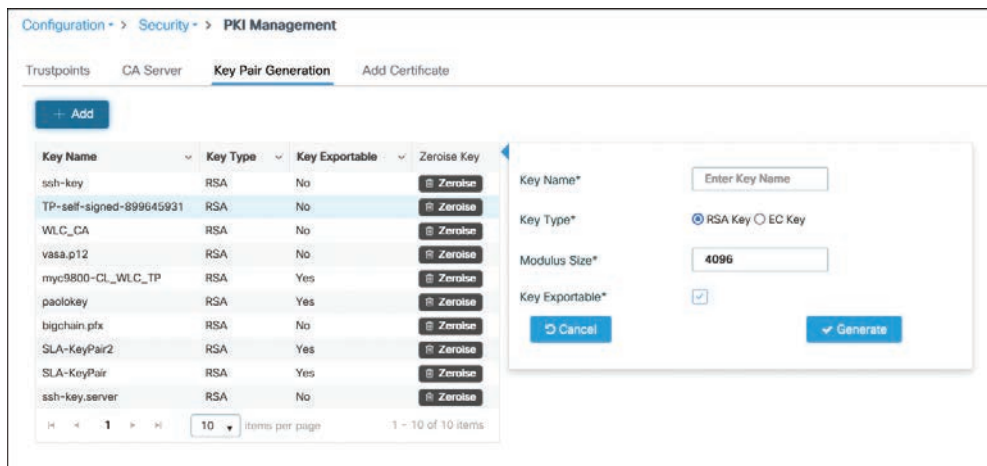 Configuration > Security > PKI Management
Trustpoints CA Server Key Pair Generation Add Certificate
+ Add
Key Name Key Type Key Exportable Zeroise Key
ssh-key RSA No Zeroise
TP-self-signed-899645931 RSA No Zeroise
WLC_CA RSA No Zeroise
vasa.p12 RSA No Zeroise
myc9800-CL_WLC_TP RSA Yes Zeroise
paolokey RSA Yes Zeroise
bigchain.pfx RSA No Zeroise
SLA-KeyPair2 RSA Yes Zeroise
SLA-KeyPair RSA Yes Zeroise
ssh-key.server RSA No Zeroise
1 10 items per page 1 - 10 of 10 items
Key Name* Enter Key Name
Key Type* RSA Key EC Key
Modulus Size* 4096
Key Exportable*
Cancel Generate